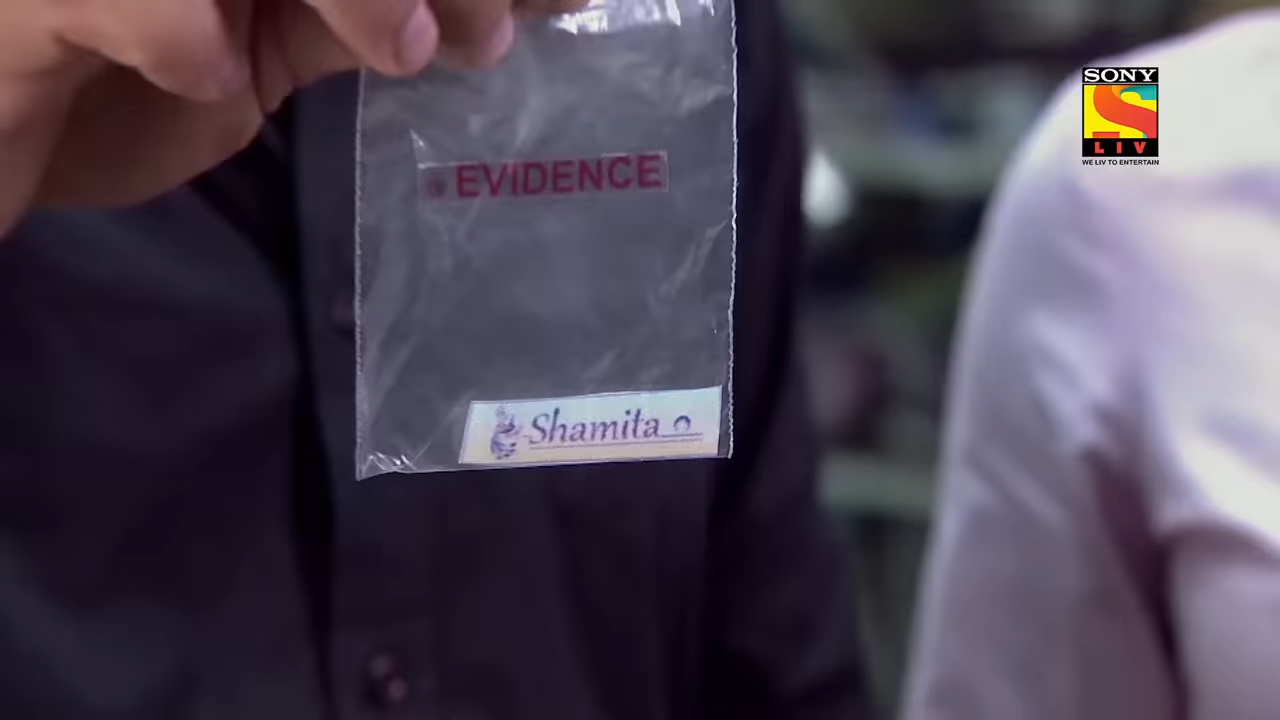 SONY
LIV
WE LIV TO ENTERTAIN
EVIDENCE
Shamita